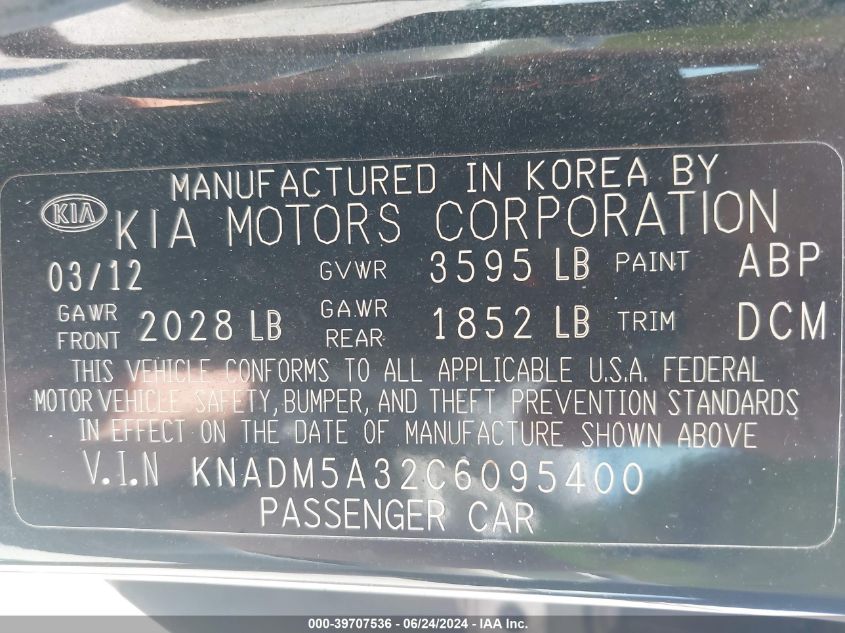 MANUFACTURED IN KOREA BY
KIA KIA MOTORS CORPORATION
03/12 GVWR 3595 LB PAINT ABP
GAWR FRONT 2028 LB GAWR REAR 1852 LB TRIM DCM
THIS VEHICLE CONFORMS TO ALL APPLICABLE U.S.A. FEDERAL
MOTOR VEHICLE SAFETY, BUMPER, AND THEFT PREVENTION STANDARDS
IN EFFECT ON THE DATE OF MANUFACTURE SHOWN ABOVE
V.I.N KNADM5A32C6095400
PASSENGER CAR
000-39707536 - 06/24/2024 - IAA Inc.